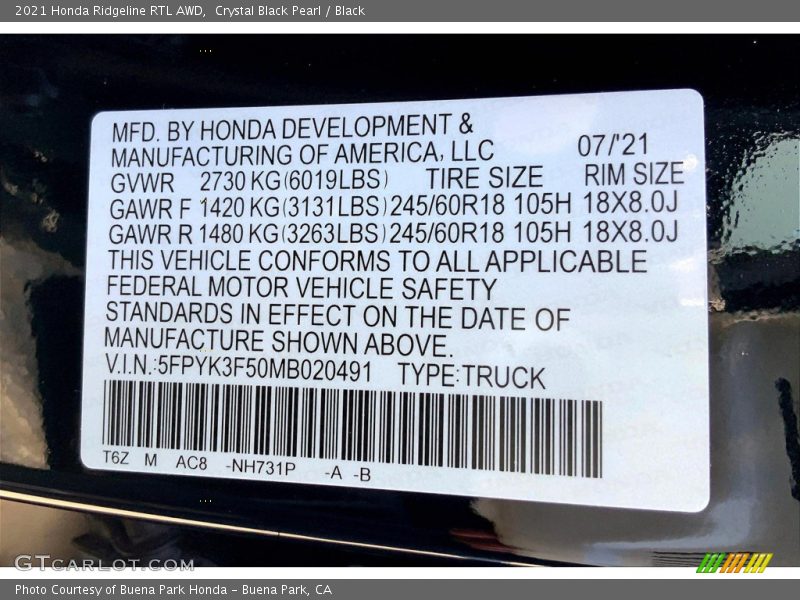 2021 Honda Ridgeline RTL AWD,  Crystal Black Pearl / Black
MFD. BY HONDA DEVELOPMENT &
MANUFACTURING OF AMERICA, LLC 07/'21
GVWR 2730 KG(6019LBS) TIRE SIZE RIM SIZE
GAWR F 1420 KG(3131LBS) 245/60R18 105H 18X8.0J
GAWR R 1480 KG(3263LBS) 245/60R18 105H 18X8.0J
THIS VEHICLE CONFORMS TO ALL APPLICABLE
FEDERAL MOTOR VEHICLE SAFETY
STANDARDS IN EFFECT ON THE DATE OF
MANUFACTURE SHOWN ABOVE.
V.I.N.:5FPYK3F50MB020491 TYPE:TRUCK
T6Z M AC8 -NH731P -A -B
GTCARLOT.COM
Photo Courtesy of Buena Park Honda – Buena Park, CA